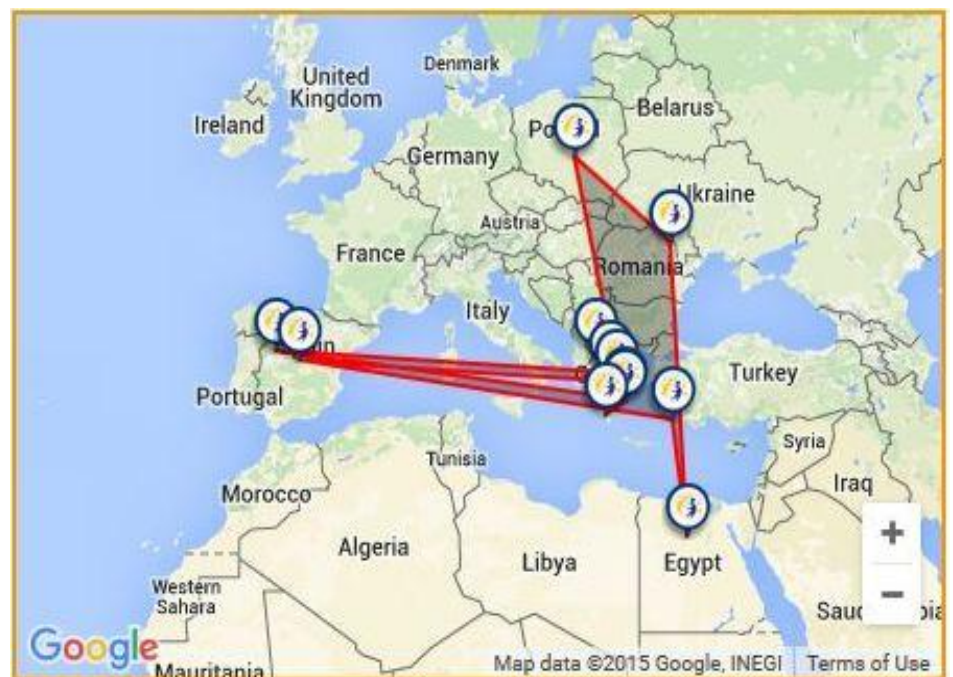 Denmark
United
Kingdom
Belarus
Ireland
Po
Germany
Ukraine
Austria
France
Romania
Italy
Turkey
Portugal
Syria
Tunisia
Iraq
Morocco
Algeria
Libya
Egypt
Western
Sahara
+
−
Google
Mauritania
Map data ©2015 Google, INEGI
Terms of Use